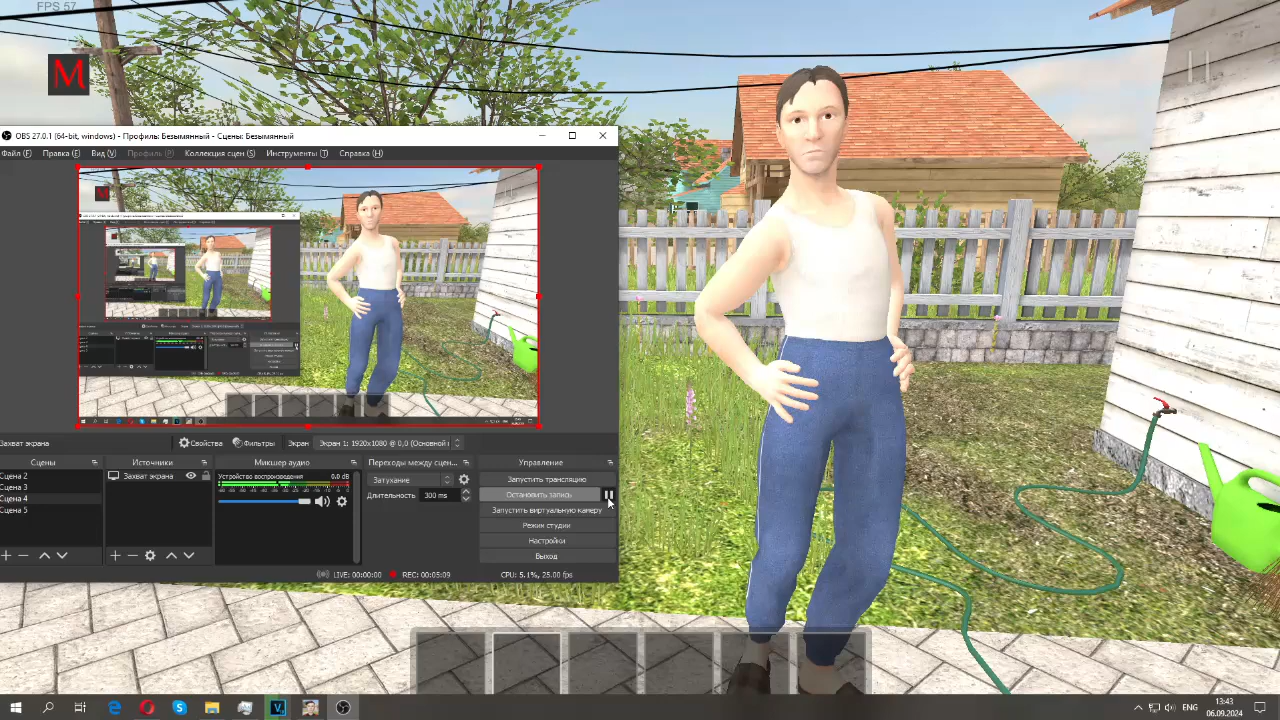 FPS 57
M
OBS 27.0.1 (64-bit, windows) - Профиль: Безымянный - Сцены: Безымянный
Файл (F) Правка (E) Вид (V) Профиль (P) Коллекция сцен (S) Инструменты (T) Справка (H)
Захват экрана Свойства Фильтры Экран Экран 1: 1920x1080 @ 0,0 (Основной
Сцены Источники Микшер аудио Переходы между сцен... Управление
Сцена 2
Сцена 3
Сцена 4
Сцена 5
Захват экрана
Устройство воспроизведения 0.0 dB
Затухание
Длительность 300 ms
Запустить трансляцию
Остановить запись
Запустить виртуальную камеру
Режим студии
Настройки
Выход
LIVE: 00:00:00 REC: 00:05:09 CPU: 5.1%, 25.00 fps
ENG
13:43
06.09.2024